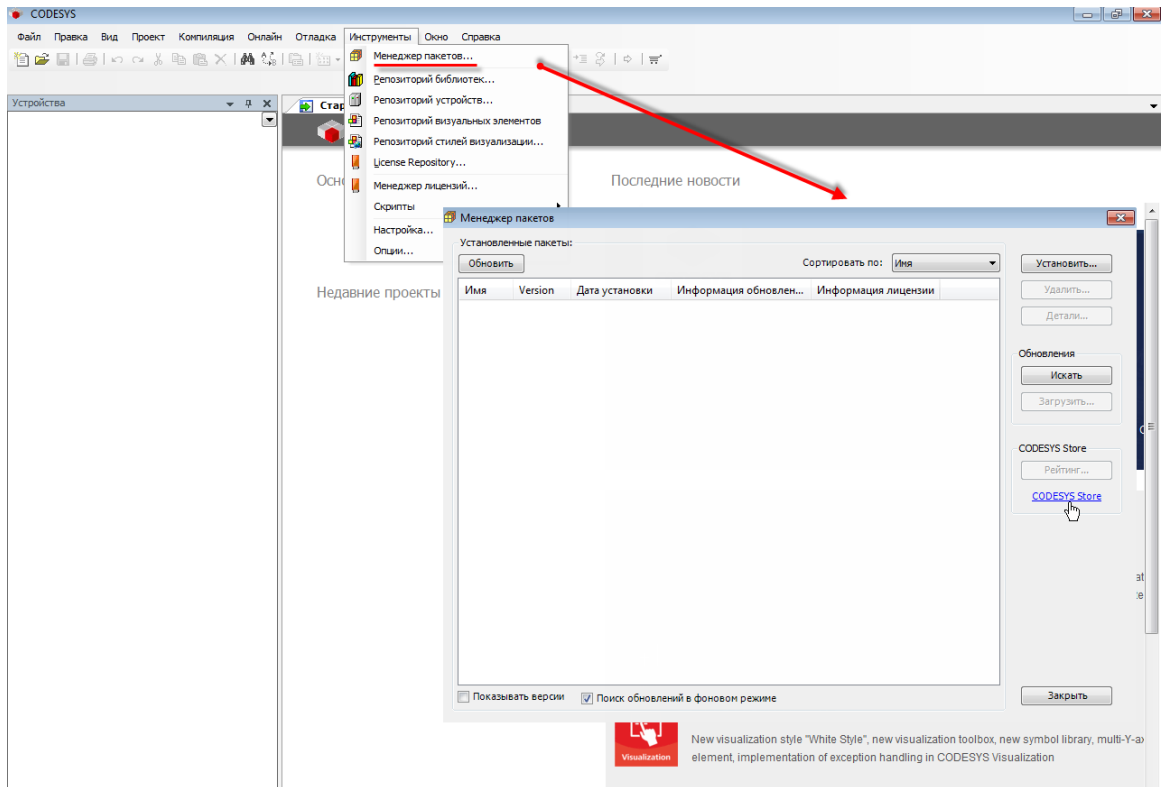 CODESYS
Файл Правка Вид Проект Компиляция Онлайн Отладка Инструменты Окно Справка
Менеджер пакетов...
Репозиторий библиотек...
Устройства
Репозиторий устройств...
Репозиторий визуальных элементов
Репозиторий стилей визуализации...
License Repository...
Менеджер лицензий...
Последние новости
Скрипты
Настройка...
Опции...
Недавние проекты
Менеджер пакетов
Установленные пакеты:
Обновить
Сортировать по: Имя
Установить...
Имя Version Дата установки Информация обновлен... Информация лицензии
Удалить...
Детали...
Обновления
Искать
Загрузить...
CODESYS Store
Рейтинг...
CODESYS Store
Показывать версии
Поиск обновлений в фоновом режиме
Закрыть
New visualization style "White Style", new visualization toolbox, new symbol library, multi-Y-ax
Visualization
element, implementation of exception handling in CODESYS Visualization